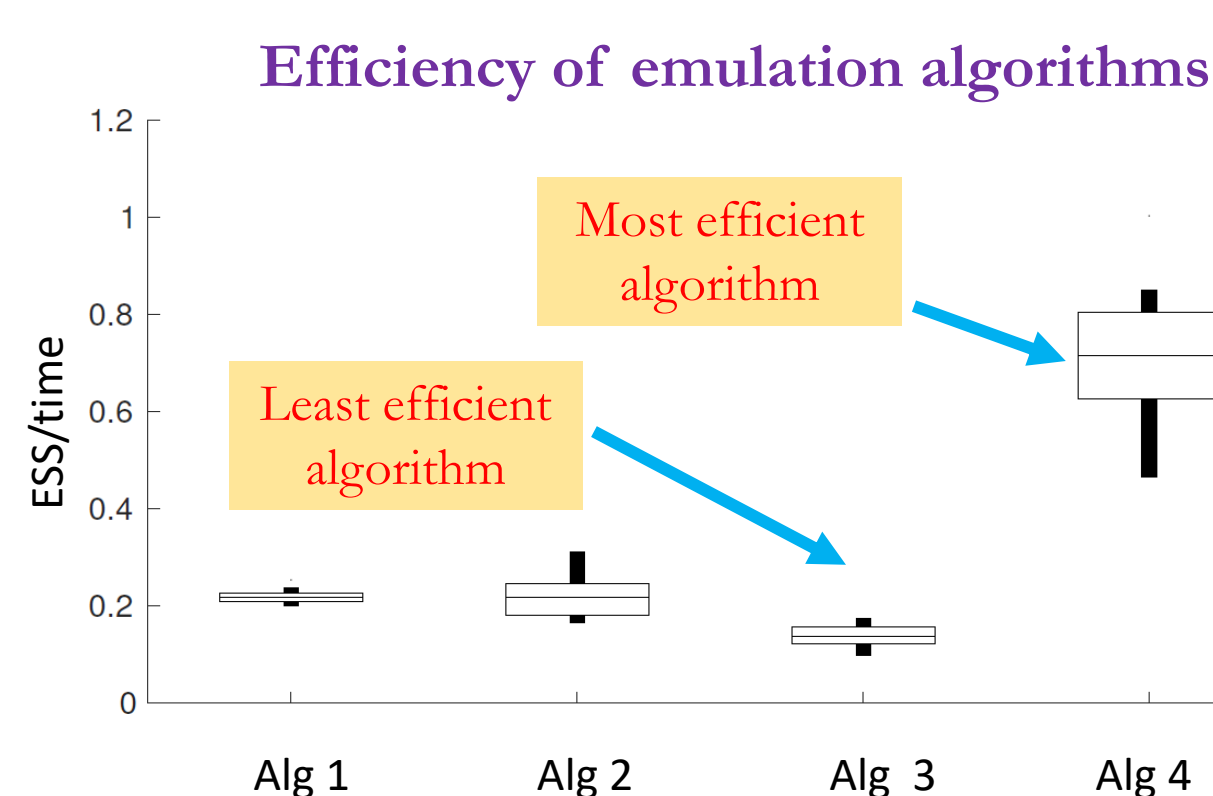 Efficiency of emulation algorithms
1.2
1
0.8
0.6
0.4
0.2
0
ESS/time
Most efficient
algorithm
Least efficient
algorithm
Alg 1
Alg 2
Alg 3
Alg 4